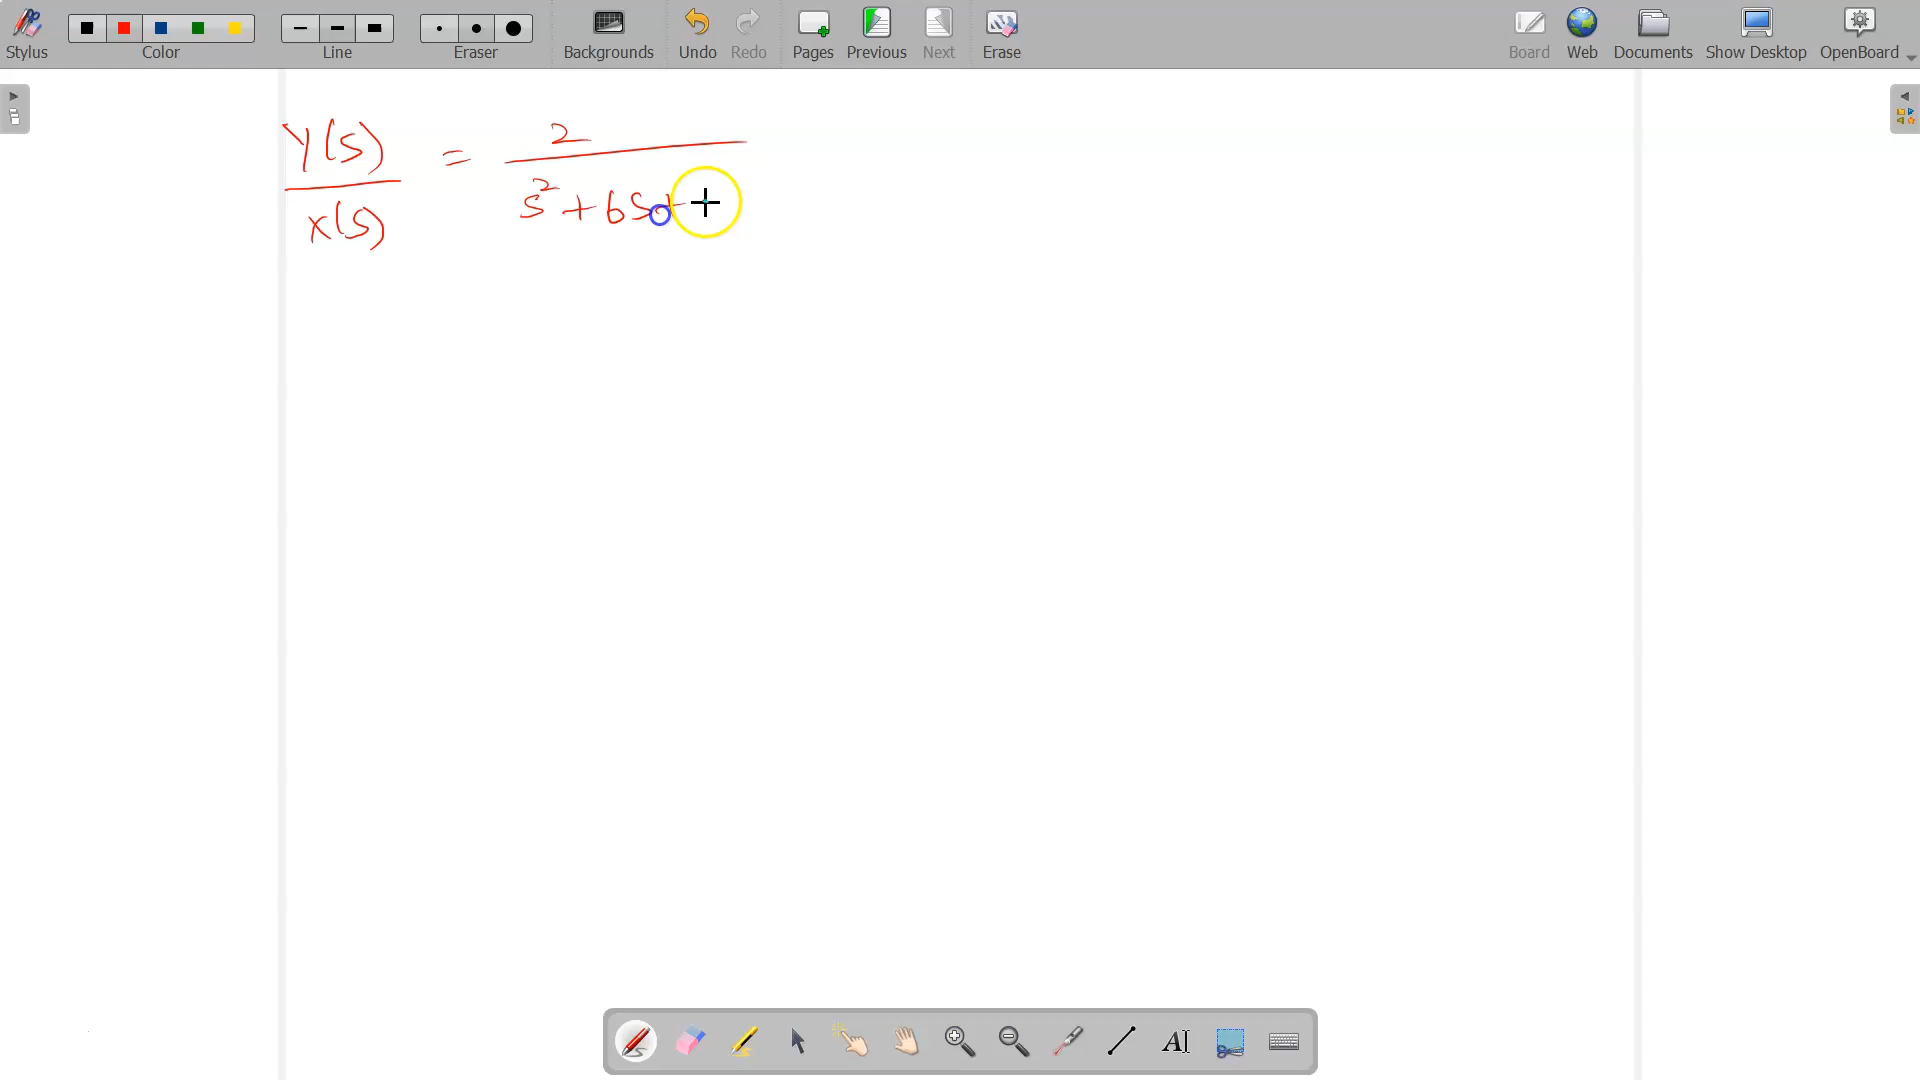 Stylus Color Line Eraser Backgrounds Undo Redo Pages Previous Next Erase Board Web Documents Show Desktop OpenBoard
Y(S) = 2
X(S) s² + 6S +
AI